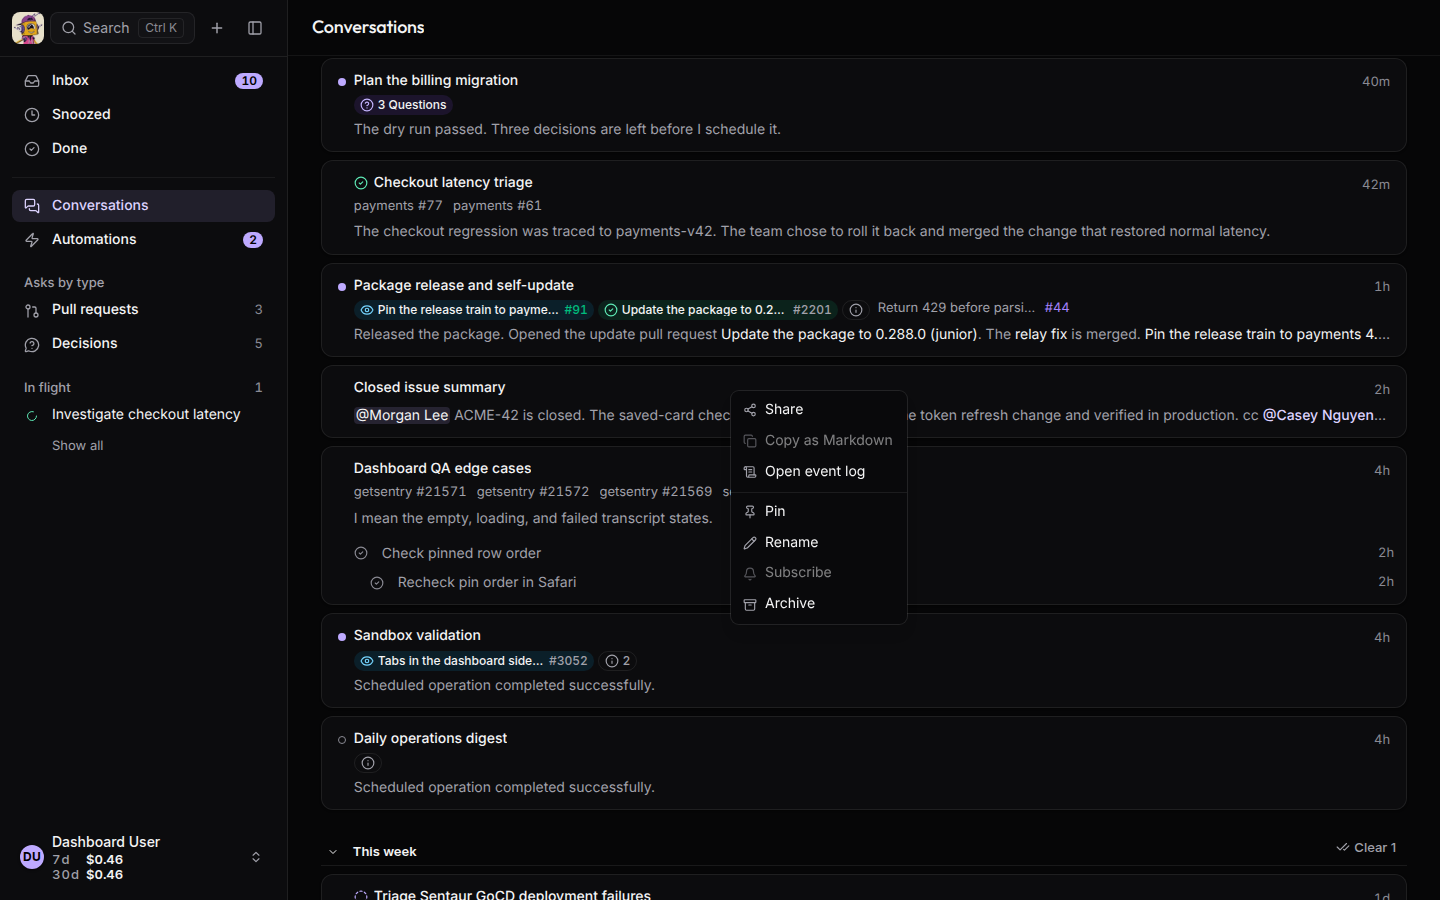 Search Ctrl K
Inbox 10
Snoozed
Done
Conversations
Automations 2
Asks by type
Pull requests 3
Decisions 5
In flight 1
Investigate checkout latency
Show all
DU Dashboard User
7d $0.46
30d $0.46
Conversations
Plan the billing migration 40m
3 Questions
The dry run passed. Three decisions are left before I schedule it.
Checkout latency triage 42m
payments #77 payments #61
The checkout regression was traced to payments-v42. The team chose to roll it back and merged the change that restored normal latency.
Package release and self-update 1h
Pin the release train to payme... #91 Update the package to 0.2... #2201 Return 429 before parsi... #44
Released the package. Opened the update pull request Update the package to 0.288.0 (junior). The relay fix is merged. Pin the release train to payments 4....
Closed issue summary 2h
@Morgan Lee ACME-42 is closed. The saved-card chec e token refresh change and verified in production. cc @Casey Nguyen...
Dashboard QA edge cases 4h
getsentry #21571 getsentry #21572 getsentry #21569
I mean the empty, loading, and failed transcript states.
Check pinned row order 2h
Recheck pin order in Safari 2h
Share
Copy as Markdown
Open event log
Pin
Rename
Subscribe
Archive
Sandbox validation 4h
Tabs in the dashboard side... #3052 2
Scheduled operation completed successfully.
Daily operations digest 4h
Scheduled operation completed successfully.
This week Clear 1
Triage Sentaur GoCD deployment failures 1d